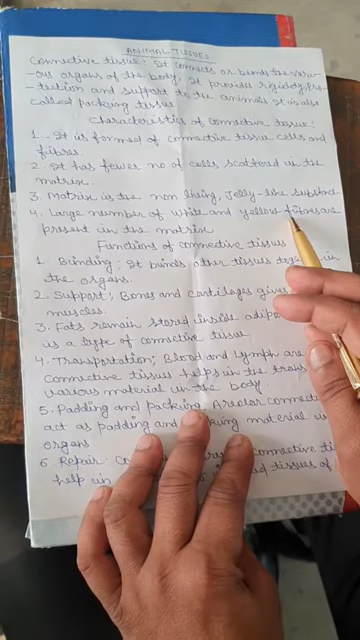 ANIMAL TISSUES
Connective tissue: It connects or binds the vari-
-ous organs of the body. It provides rigidity, pro-
-tection and support to the animals It is also
called packing tissue
Characteristics of connective tissue:
1. It is formed of connective tissue cells and
fibres
2. It has fewer no of cells scattered in the
matrix.
3. Matrix is the non living, Jelly-like substance
4. Large number of white and yellow fibres are
present in the matrix
Functions of connective tissue
1. Binding: It binds other tissues together in
the organs.
2. Support; Bones and cartilages give
muscles.
3. Fats remain stored inside
is a type of connective tissue
4. Transportation; Blood and Lymph are
connective tissues helps in the
various material in the body.
5. Padding and packing. Areolar
act as padding and packing material in
organs
6 Repair: connective
help in tissues of